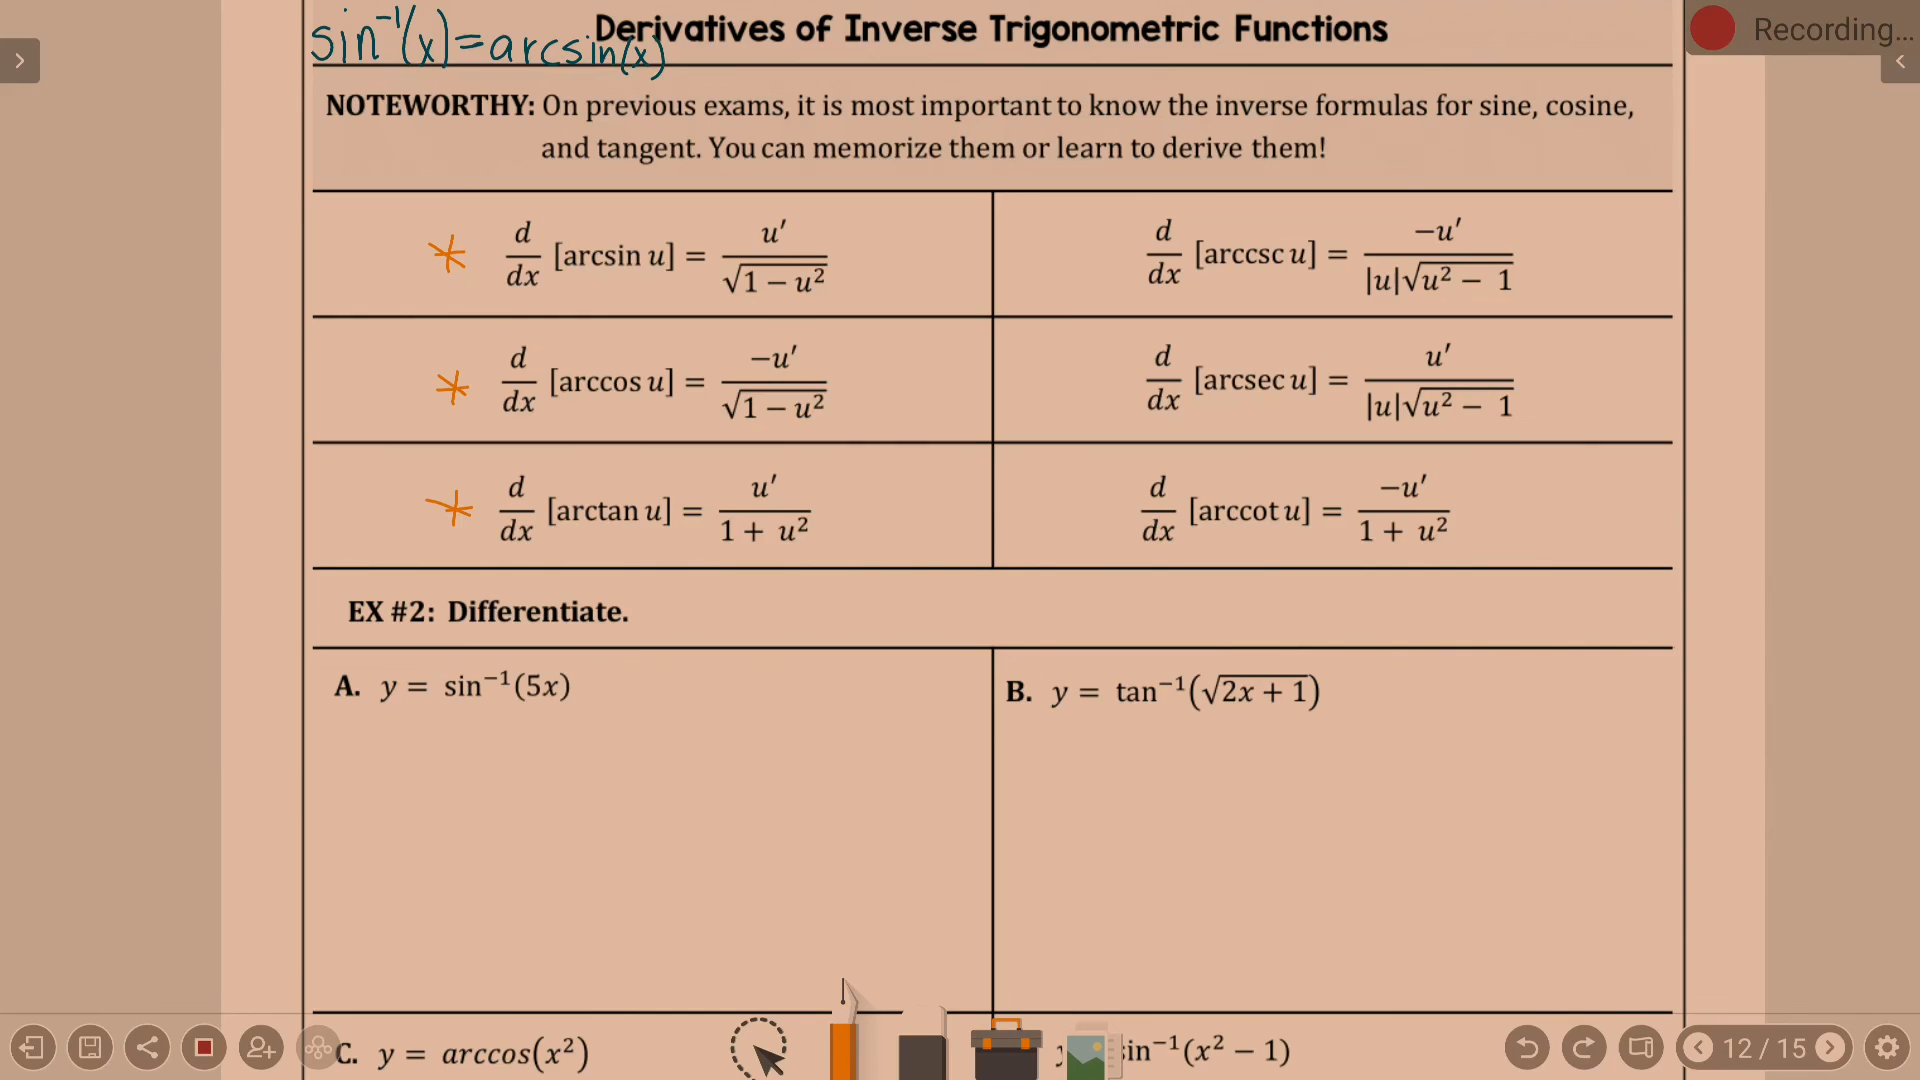 sin⁻¹(x)=arcsin(x)
Derivatives of Inverse Trigonometric Functions
Recording...
NOTEWORTHY: On previous exams, it is most important to know the inverse formulas for sine, cosine,
and tangent. You can memorize them or learn to derive them!
* d/dx [arcsin u] = u′/√(1 − u²)
d/dx [arccsc u] = −u′/(|u|√(u² − 1))
* d/dx [arccos u] = −u′/√(1 − u²)
d/dx [arcsec u] = u′/(|u|√(u² − 1))
* d/dx [arctan u] = u′/(1 + u²)
d/dx [arccot u] = −u′/(1 + u²)
EX #2: Differentiate.
A. y = sin⁻¹(5x)
B. y = tan⁻¹(√(2x + 1))
C. y = arccos(x²)
in⁻¹(x² − 1)
12 / 15